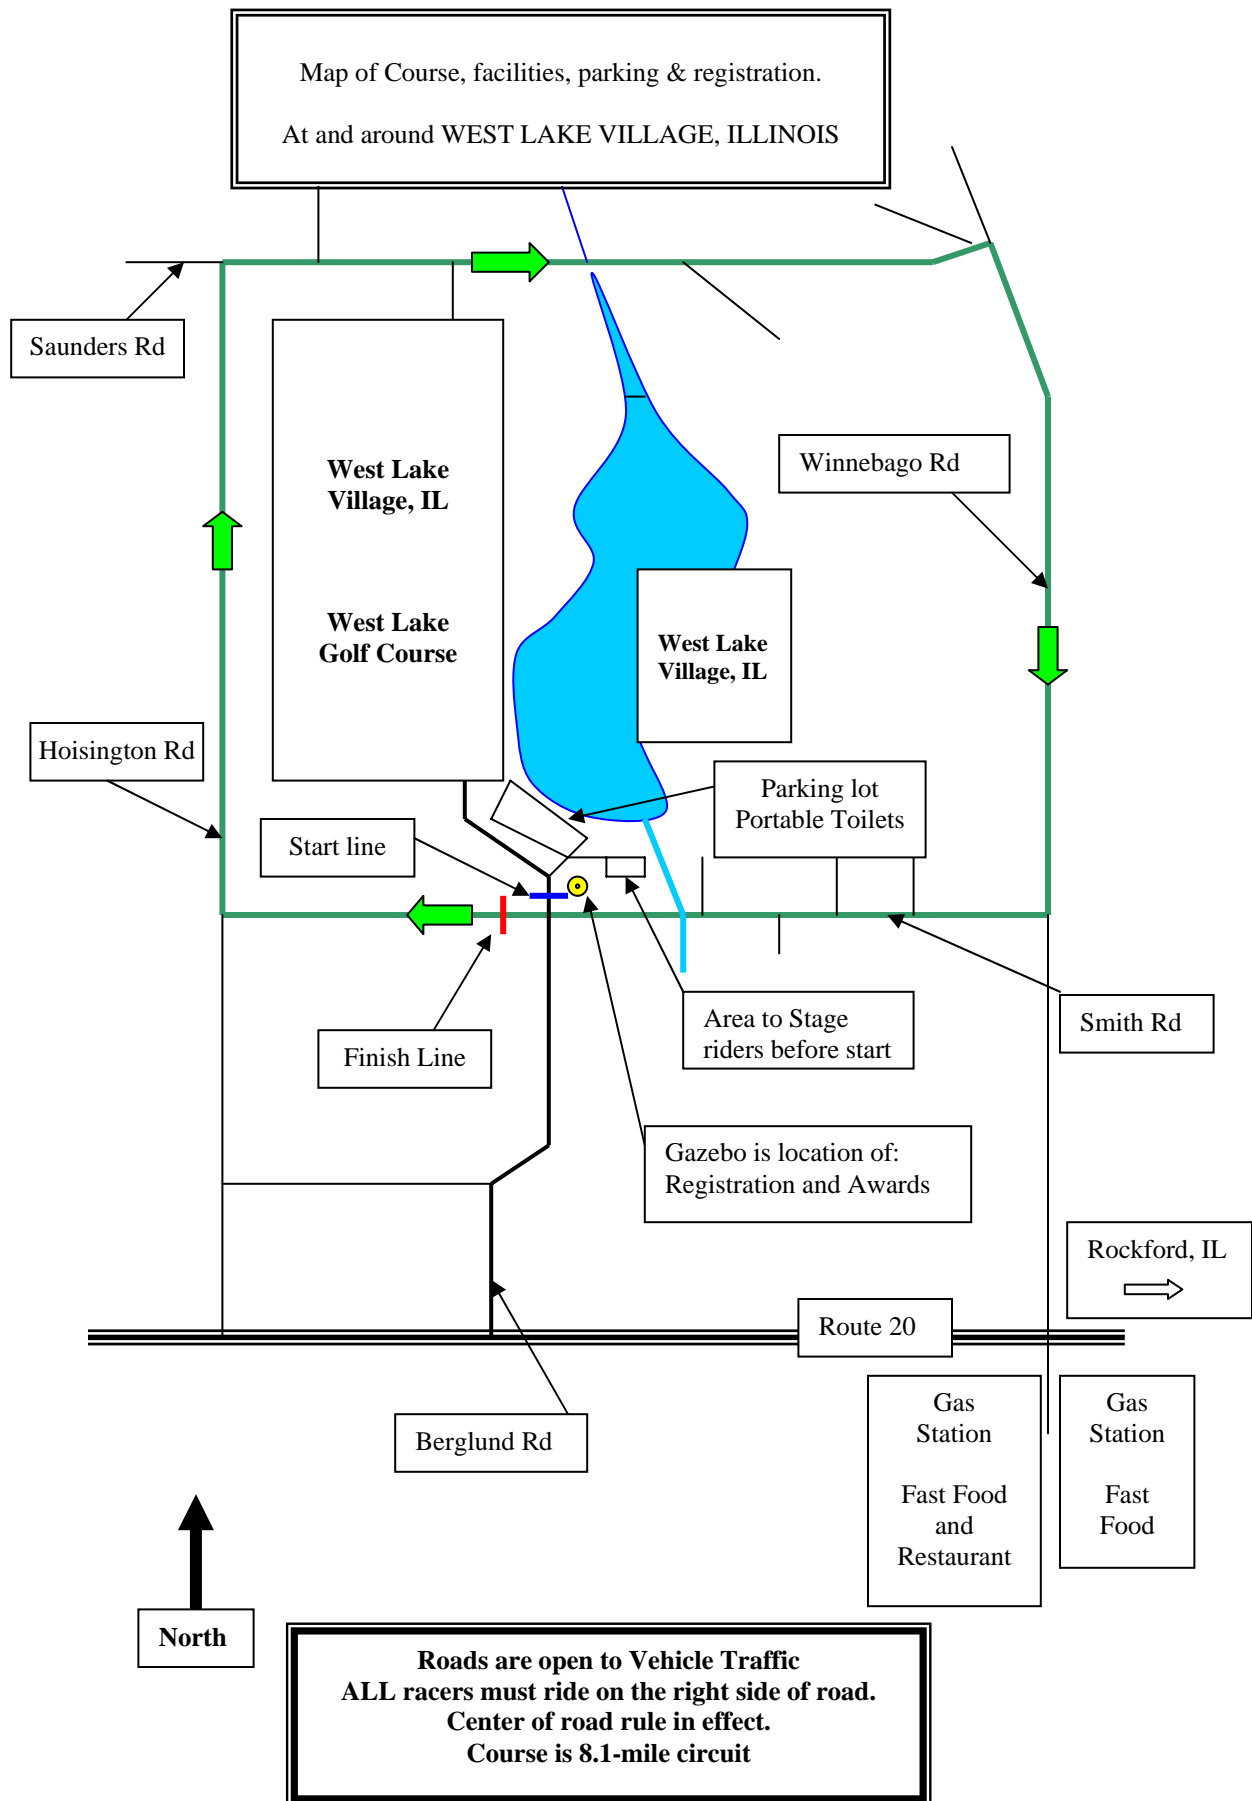 Map of Course, facilities, parking & registration.
At and around WEST LAKE VILLAGE, ILLINOIS
Saunders Rd
West Lake
Village, IL
West Lake
Golf Course
Winnebago Rd
West Lake
Village, IL
Hoisington Rd
Parking lot
Portable Toilets
Start line
Finish Line
Area to Stage
riders before start
Smith Rd
Gazebo is location of:
Registration and Awards
Rockford, IL
Route 20
Berglund Rd
Gas
Station
Fast Food
and
Restaurant
Gas
Station
Fast
Food
North
Roads are open to Vehicle Traffic
ALL racers must ride on the right side of road.
Center of road rule in effect.
Course is 8.1-mile circuit